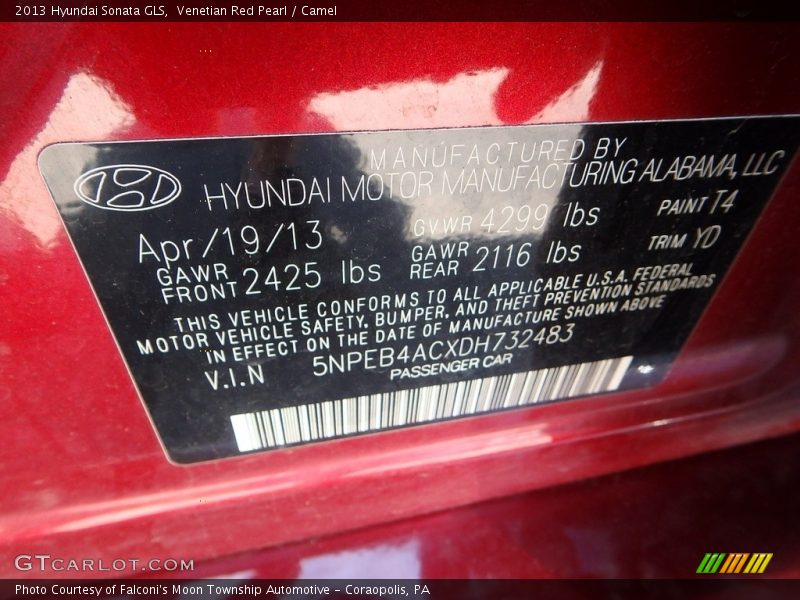 2013 Hyundai Sonata GLS,  Venetian Red Pearl / Camel
MANUFACTURED BY
HYUNDAI MOTOR MANUFACTURING ALABAMA, LLC
Apr/19/13 GVWR 4299 lbs PAINT T4
GAWR FRONT 2425 lbs GAWR REAR 2116 lbs TRIM YD
THIS VEHICLE CONFORMS TO ALL APPLICABLE U.S.A. FEDERAL
MOTOR VEHICLE SAFETY, BUMPER, AND THEFT PREVENTION STANDARDS
IN EFFECT ON THE DATE OF MANUFACTURE SHOWN ABOVE
V.I.N 5NPEB4ACXDH732483
PASSENGER CAR
GTCARLOT.COM
Photo Courtesy of Falconi's Moon Township Automotive - Coraopolis, PA